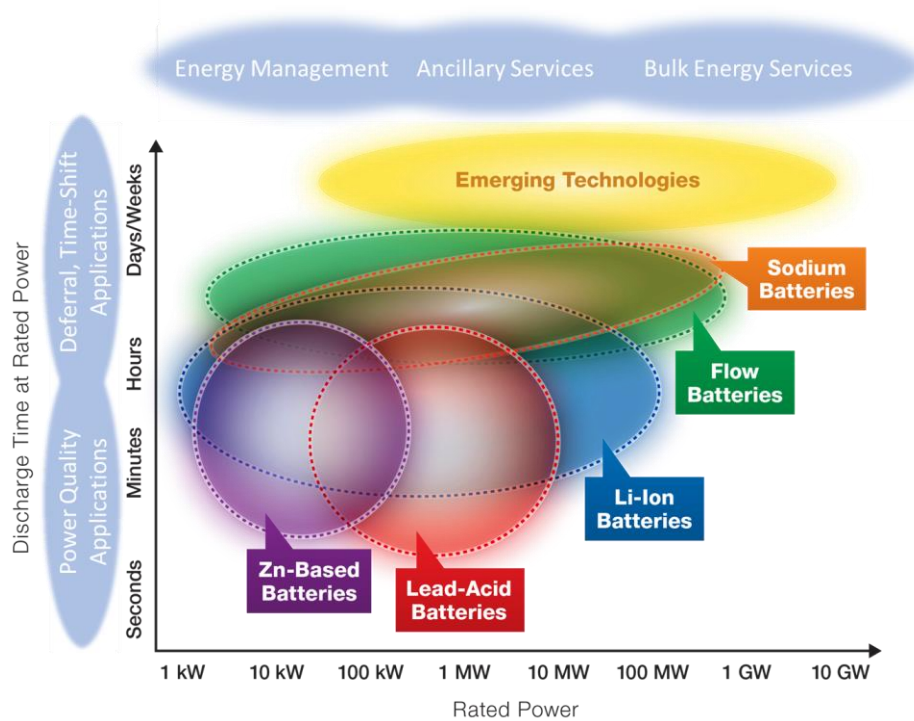 Energy Management
Ancillary Services
Bulk Energy Services
Discharge Time at Rated Power
Deferral, Time-Shift
Applications
Power Quality
Applications
Days/Weeks
Hours
Minutes
Seconds
Emerging Technologies
Sodium
Batteries
Flow
Batteries
Li-Ion
Batteries
Zn-Based
Batteries
Lead-Acid
Batteries
1 kW
10 kW
100 kW
1 MW
10 MW
100 MW
1 GW
10 GW
Rated Power